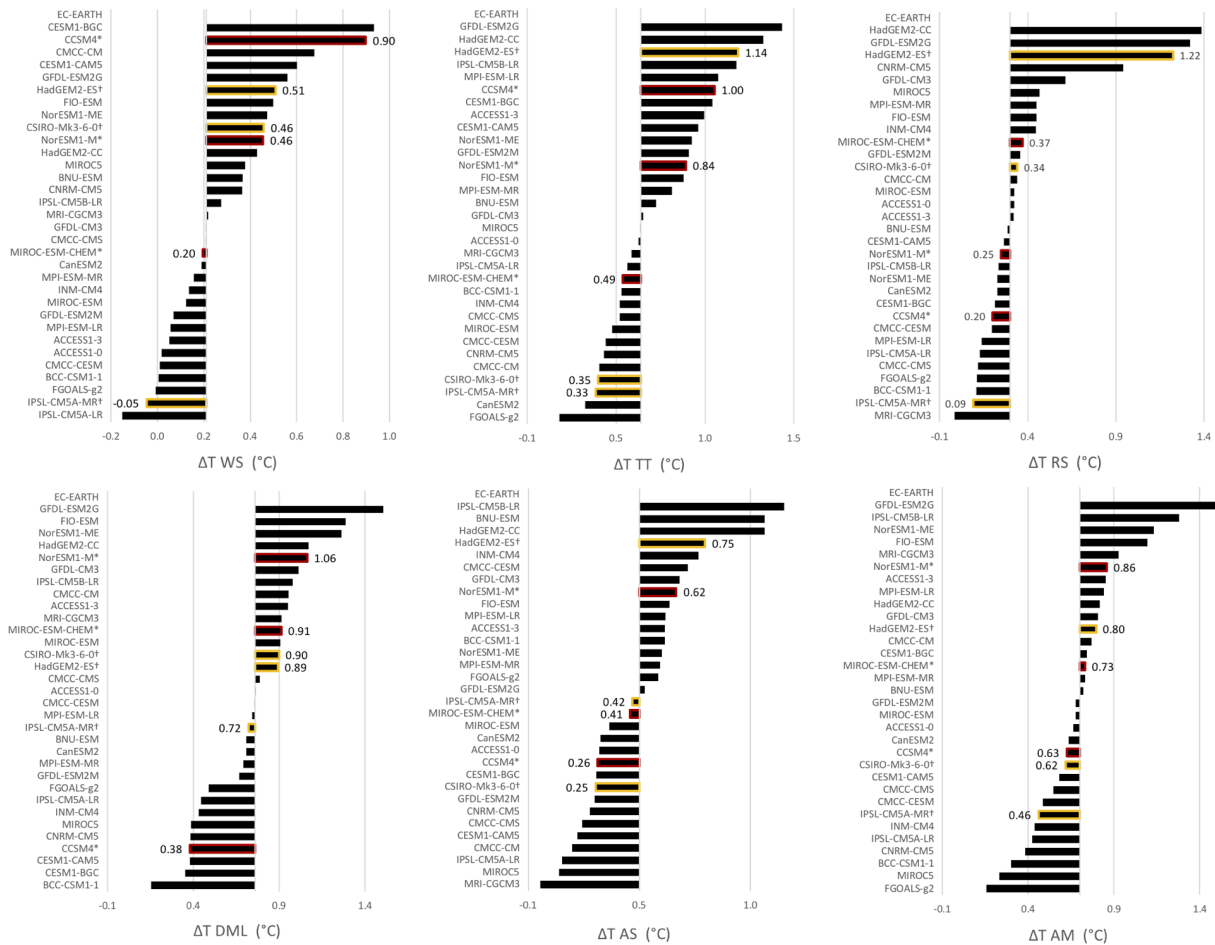 EC-EARTH
CESM1-BGC
CCSM4*
0.90
CMCC-CM
CESM1-CAM5
GFDL-ESM2G
HadGEM2-ES†
0.51
FIO-ESM
NorESM1-ME
CSIRO-Mk3-6-0†
0.46
NorESM1-M*
0.46
HadGEM2-CC
MIROC5
BNU-ESM
CNRM-CM5
IPSL-CM5B-LR
MRI-CGCM3
GFDL-CM3
CMCC-CMS
MIROC-ESM-CHEM*
0.20
CanESM2
MPI-ESM-MR
INM-CM4
MIROC-ESM
GFDL-ESM2M
MPI-ESM-LR
ACCESS1-3
ACCESS1-0
CMCC-CESM
BCC-CSM1-1
FGOALS-g2
IPSL-CM5A-MR†
-0.05
IPSL-CM5A-LR
-0.2 0.0 0.2 0.4 0.6 0.8 1.0
ΔT WS (°C)
EC-EARTH
GFDL-ESM2G
HadGEM2-CC
HadGEM2-ES†
1.14
IPSL-CM5B-LR
MPI-ESM-LR
CCSM4*
1.00
CESM1-BGC
ACCESS1-3
CESM1-CAM5
NorESM1-ME
GFDL-ESM2M
NorESM1-M*
0.84
FIO-ESM
MPI-ESM-MR
BNU-ESM
GFDL-CM3
MIROC5
ACCESS1-0
MRI-CGCM3
IPSL-CM5A-LR
MIROC-ESM-CHEM*
0.49
BCC-CSM1-1
INM-CM4
CMCC-CMS
MIROC-ESM
CMCC-CESM
CNRM-CM5
CMCC-CM
CSIRO-Mk3-6-0†
0.35
IPSL-CM5A-MR†
0.33
CanESM2
FGOALS-g2
-0.1 0.5 1.0 1.5
ΔT TT (°C)
EC-EARTH
HadGEM2-CC
GFDL-ESM2G
HadGEM2-ES†
1.22
CNRM-CM5
GFDL-CM3
MIROC5
MPI-ESM-MR
FIO-ESM
INM-CM4
MIROC-ESM-CHEM*
0.37
GFDL-ESM2M
CSIRO-Mk3-6-0†
0.34
CMCC-CM
MIROC-ESM
ACCESS1-0
ACCESS1-3
BNU-ESM
CESM1-CAM5
NorESM1-M*
0.25
IPSL-CM5B-LR
NorESM1-ME
CanESM2
CESM1-BGC
CCSM4*
0.20
CMCC-CESM
MPI-ESM-LR
IPSL-CM5A-LR
CMCC-CMS
FGOALS-g2
BCC-CSM1-1
IPSL-CM5A-MR†
0.09
MRI-CGCM3
-0.1 0.4 0.9 1.4
ΔT RS (°C)
EC-EARTH
GFDL-ESM2G
FIO-ESM
NorESM1-ME
HadGEM2-CC
NorESM1-M*
1.06
GFDL-CM3
IPSL-CM5B-LR
CMCC-CM
ACCESS1-3
MRI-CGCM3
MIROC-ESM-CHEM*
0.91
MIROC-ESM
CSIRO-Mk3-6-0†
0.90
HadGEM2-ES†
0.89
CMCC-CMS
ACCESS1-0
CMCC-CESM
MPI-ESM-LR
IPSL-CM5A-MR†
0.72
BNU-ESM
CanESM2
MPI-ESM-MR
GFDL-ESM2M
FGOALS-g2
IPSL-CM5A-LR
INM-CM4
MIROC5
CNRM-CM5
CCSM4*
0.38
CESM1-CAM5
CESM1-BGC
BCC-CSM1-1
-0.1 0.4 0.9 1.4
ΔT DML (°C)
EC-EARTH
IPSL-CM5B-LR
BNU-ESM
HadGEM2-CC
HadGEM2-ES†
0.75
INM-CM4
CMCC-CESM
GFDL-CM3
NorESM1-M*
0.62
FIO-ESM
MPI-ESM-LR
ACCESS1-3
BCC-CSM1-1
NorESM1-ME
MPI-ESM-MR
FGOALS-g2
GFDL-ESM2G
IPSL-CM5A-MR†
0.42
MIROC-ESM-CHEM*
0.41
MIROC-ESM
CanESM2
ACCESS1-0
CCSM4*
0.26
CESM1-BGC
CSIRO-Mk3-6-0†
0.25
GFDL-ESM2M
CNRM-CM5
CMCC-CMS
CESM1-CAM5
CMCC-CM
IPSL-CM5A-LR
MIROC5
MRI-CGCM3
-0.1 0.5 1.0
ΔT AS (°C)
EC-EARTH
GFDL-ESM2G
IPSL-CM5B-LR
NorESM1-ME
FIO-ESM
MRI-CGCM3
NorESM1-M*
0.86
ACCESS1-3
MPI-ESM-LR
HadGEM2-CC
GFDL-CM3
HadGEM2-ES†
0.80
CMCC-CM
CESM1-BGC
MIROC-ESM-CHEM*
0.73
MPI-ESM-MR
BNU-ESM
GFDL-ESM2M
MIROC-ESM
ACCESS1-0
CanESM2
CCSM4*
0.63
CSIRO-Mk3-6-0†
0.62
CESM1-CAM5
CMCC-CMS
CMCC-CESM
IPSL-CM5A-MR†
0.46
INM-CM4
IPSL-CM5A-LR
CNRM-CM5
BCC-CSM1-1
MIROC5
FGOALS-g2
-0.1 0.4 0.9 1.4
ΔT AM (°C)